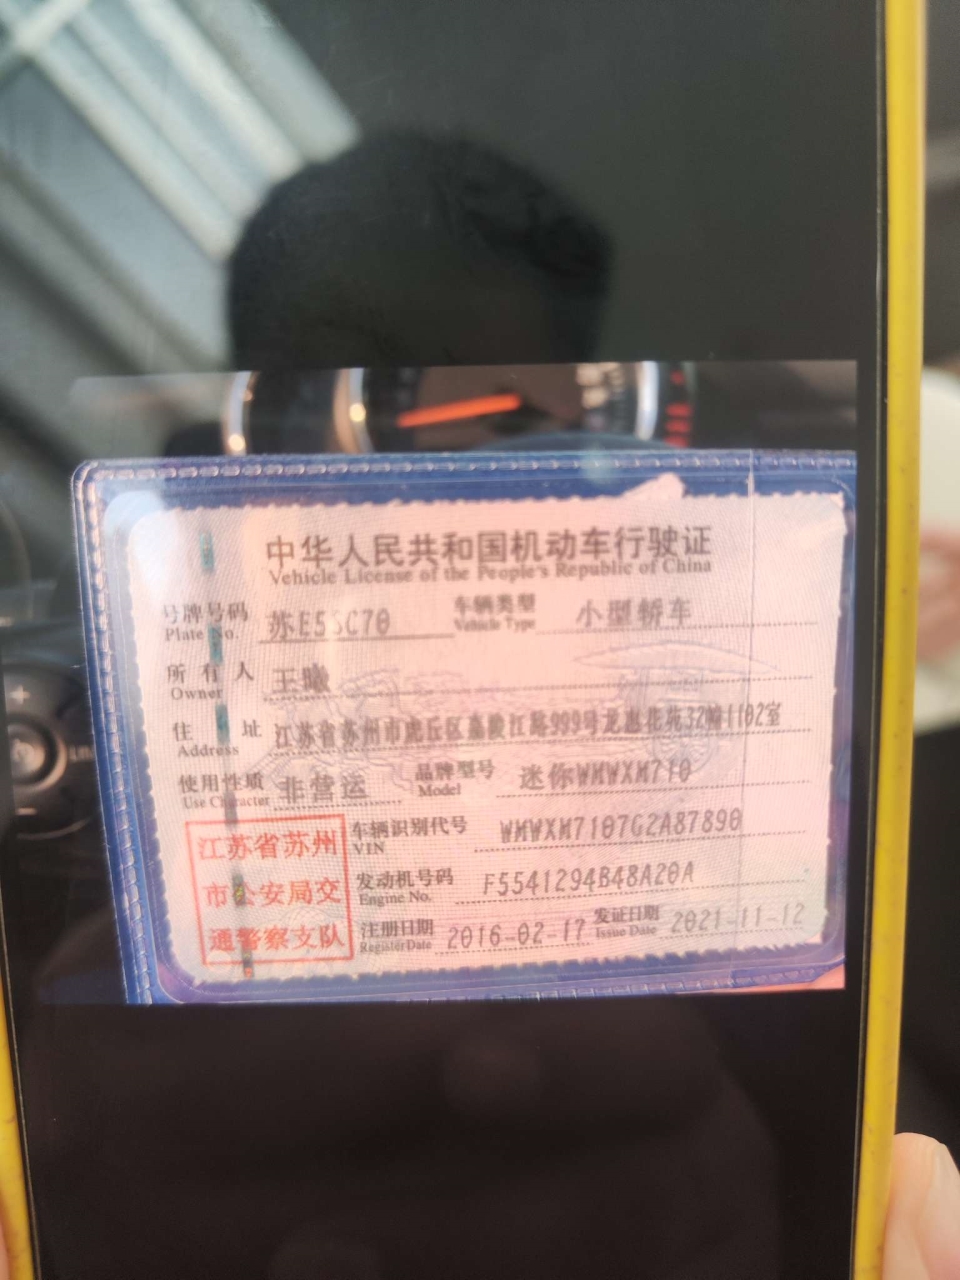 中华人民共和国机动车行驶证
Vehicle License of the People's Republic of China
号牌号码 Plate No. 车辆类型 Vehicle Type 小型轿车
所有人 Owner 王曦
住址 Address 江苏省苏州市虎丘区嘉陵江路999号龙惠花苑32幢1102室
使用性质 Use Character 非营运 品牌型号 Model 迷你WMWXM710
江苏省苏州
市公安局交
通警察支队
车辆识别代号 VIN WMWXM7107G2A87890
发动机号码 Engine No. F5541294B48A20A
注册日期 Register Date 2016-02-17 发证日期 Issue Date 2021-11-12